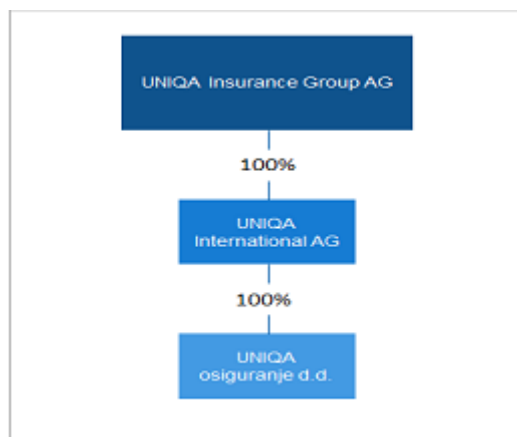 UNIQA Insurance Group AG
100%
UNIQA
International AG
100%
UNIQA
osiguranje d.d.